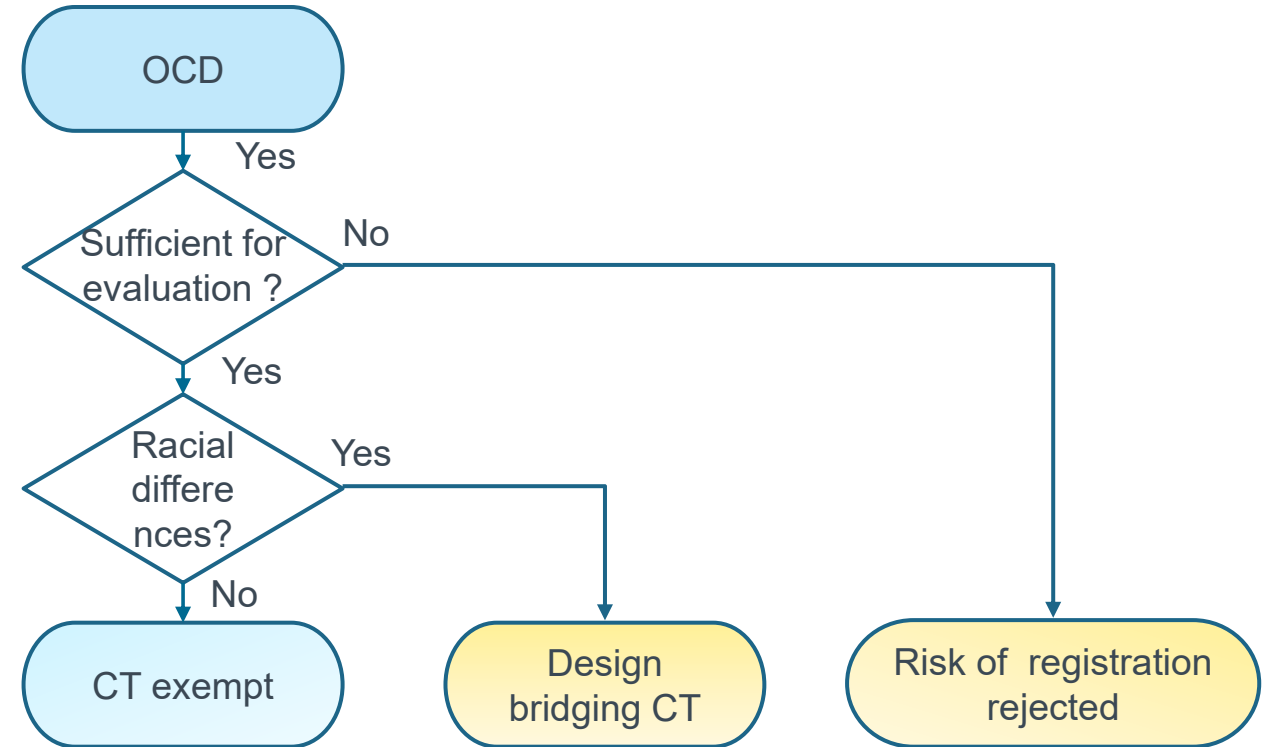 OCD
Yes
Sufficient for
evaluation ?
No
Yes
Racial
differe
nces?
Yes
No
CT exempt
Design
bridging CT
Risk of registration
rejected